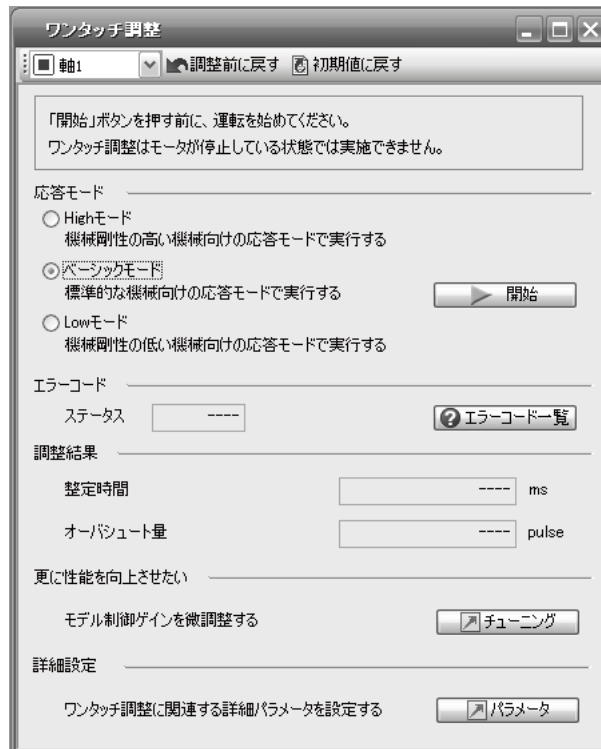 ワンタッチ調整
軸1 調整前に戻す 初期値に戻す
「開始」ボタンを押す前に、運転を始めてください。
ワンタッチ調整はモータが停止している状態では実施できません。
応答モード
Highモード
機械剛性の高い機械向けの応答モードで実行する
ベーシックモード
標準的な機械向けの応答モードで実行する
開始
Lowモード
機械剛性の低い機械向けの応答モードで実行する
エラーコード
ステータス ---- エラーコード一覧
調整結果
整定時間 ---- ms
オーバシュート量 ---- pulse
更に性能を向上させたい
モデル制御ゲインを微調整する チューニング
詳細設定
ワンタッチ調整に関連する詳細パラメータを設定する パラメータ